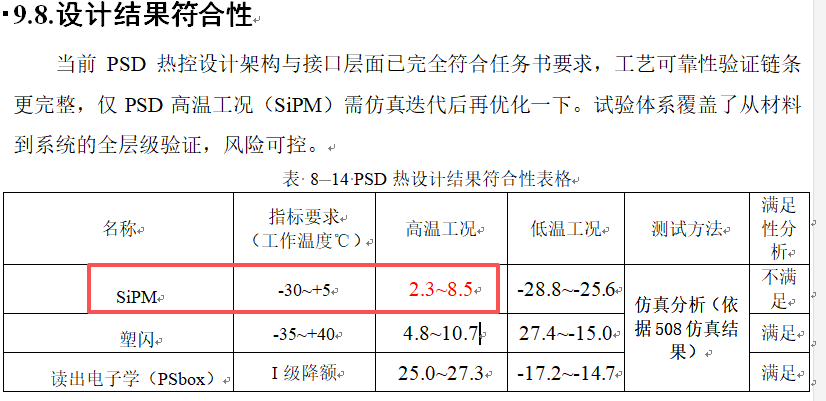 9.8.设计结果符合性
当前 PSD 热控设计架构与接口层面已完全符合任务书要求，工艺可靠性验证链条
更完整，仅 PSD 高温工况（SiPM）需仿真迭代后再优化一下。试验体系覆盖了从材料
到系统的全层级验证，风险可控。
表 8–14 PSD 热设计结果符合性表格
名称
指标要求
（工作温度℃）
高温工况
低温工况
测试方法
满足
性分
析
SiPM
-30~+5
2.3~8.5
-28.8~-25.6
仿真分析（依
据 508 仿真结
果）
不满
足
塑闪
-35~+40
4.8~10.7
27.4~-15.0
满足
读出电子学（PSbox）
I 级降额
25.0~27.3
-17.2~-14.7
满足